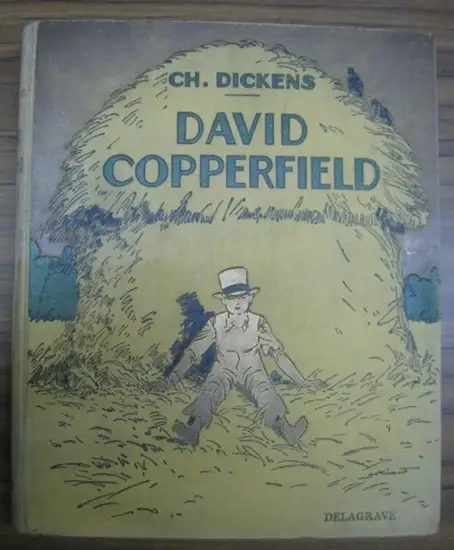 CH. DICKENS
DAVID
COPPERFIELD
DELAGRAVE